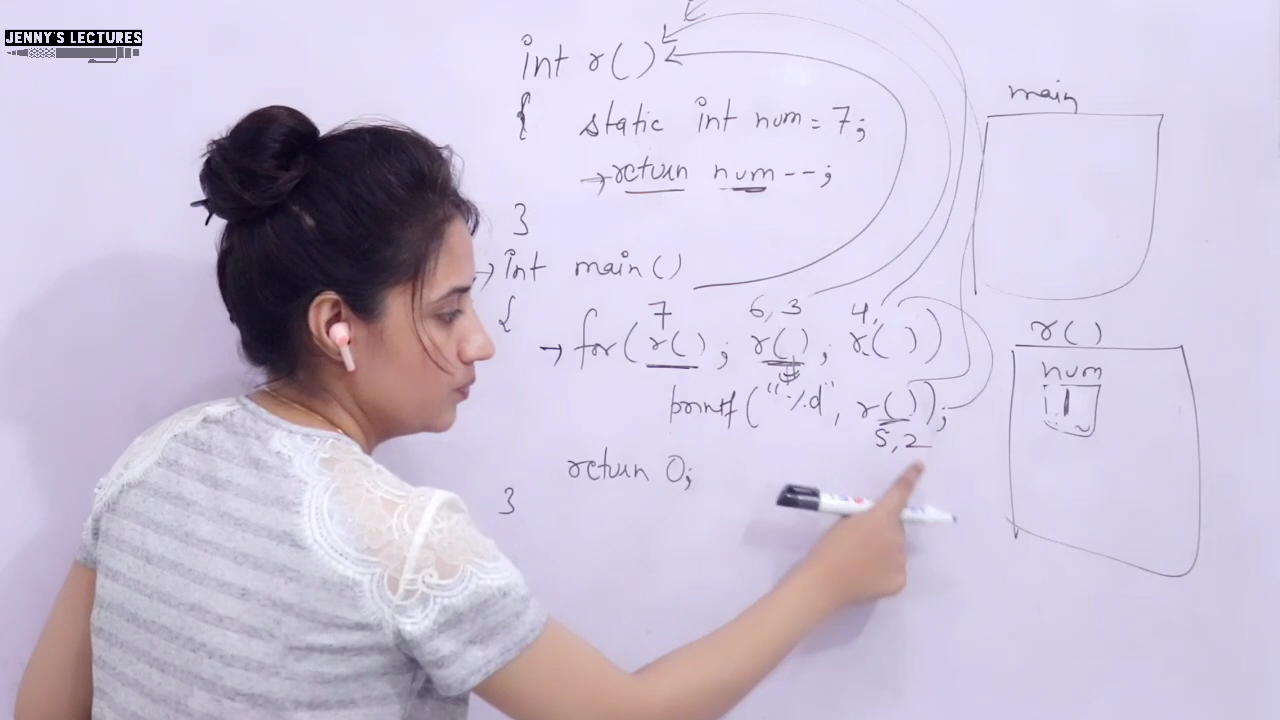 JENNY'S LECTURES
int r()
{ static int num = 7;
return num--;
}
int main()
{
7 6, 3 4,
for( r() ; r() ; r() )
printf ("%d", r());
5, 2
return 0;
}
main
r()
num
1